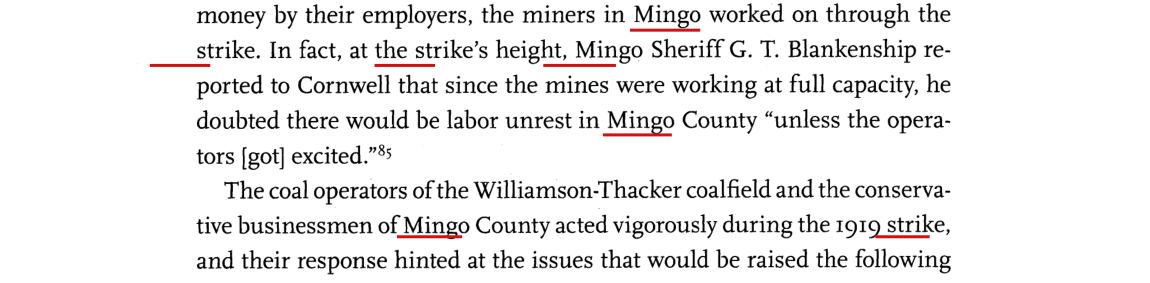 money by their employers, the miners in Mingo worked on through the
strike. In fact, at the strike’s height, Mingo Sheriff G. T. Blankenship re-
ported to Cornwell that since the mines were working at full capacity, he
doubted there would be labor unrest in Mingo County “unless the opera-
tors [got] excited.”85
The coal operators of the Williamson-Thacker coalfield and the conserva-
tive businessmen of Mingo County acted vigorously during the 1919 strike,
and their response hinted at the issues that would be raised the following